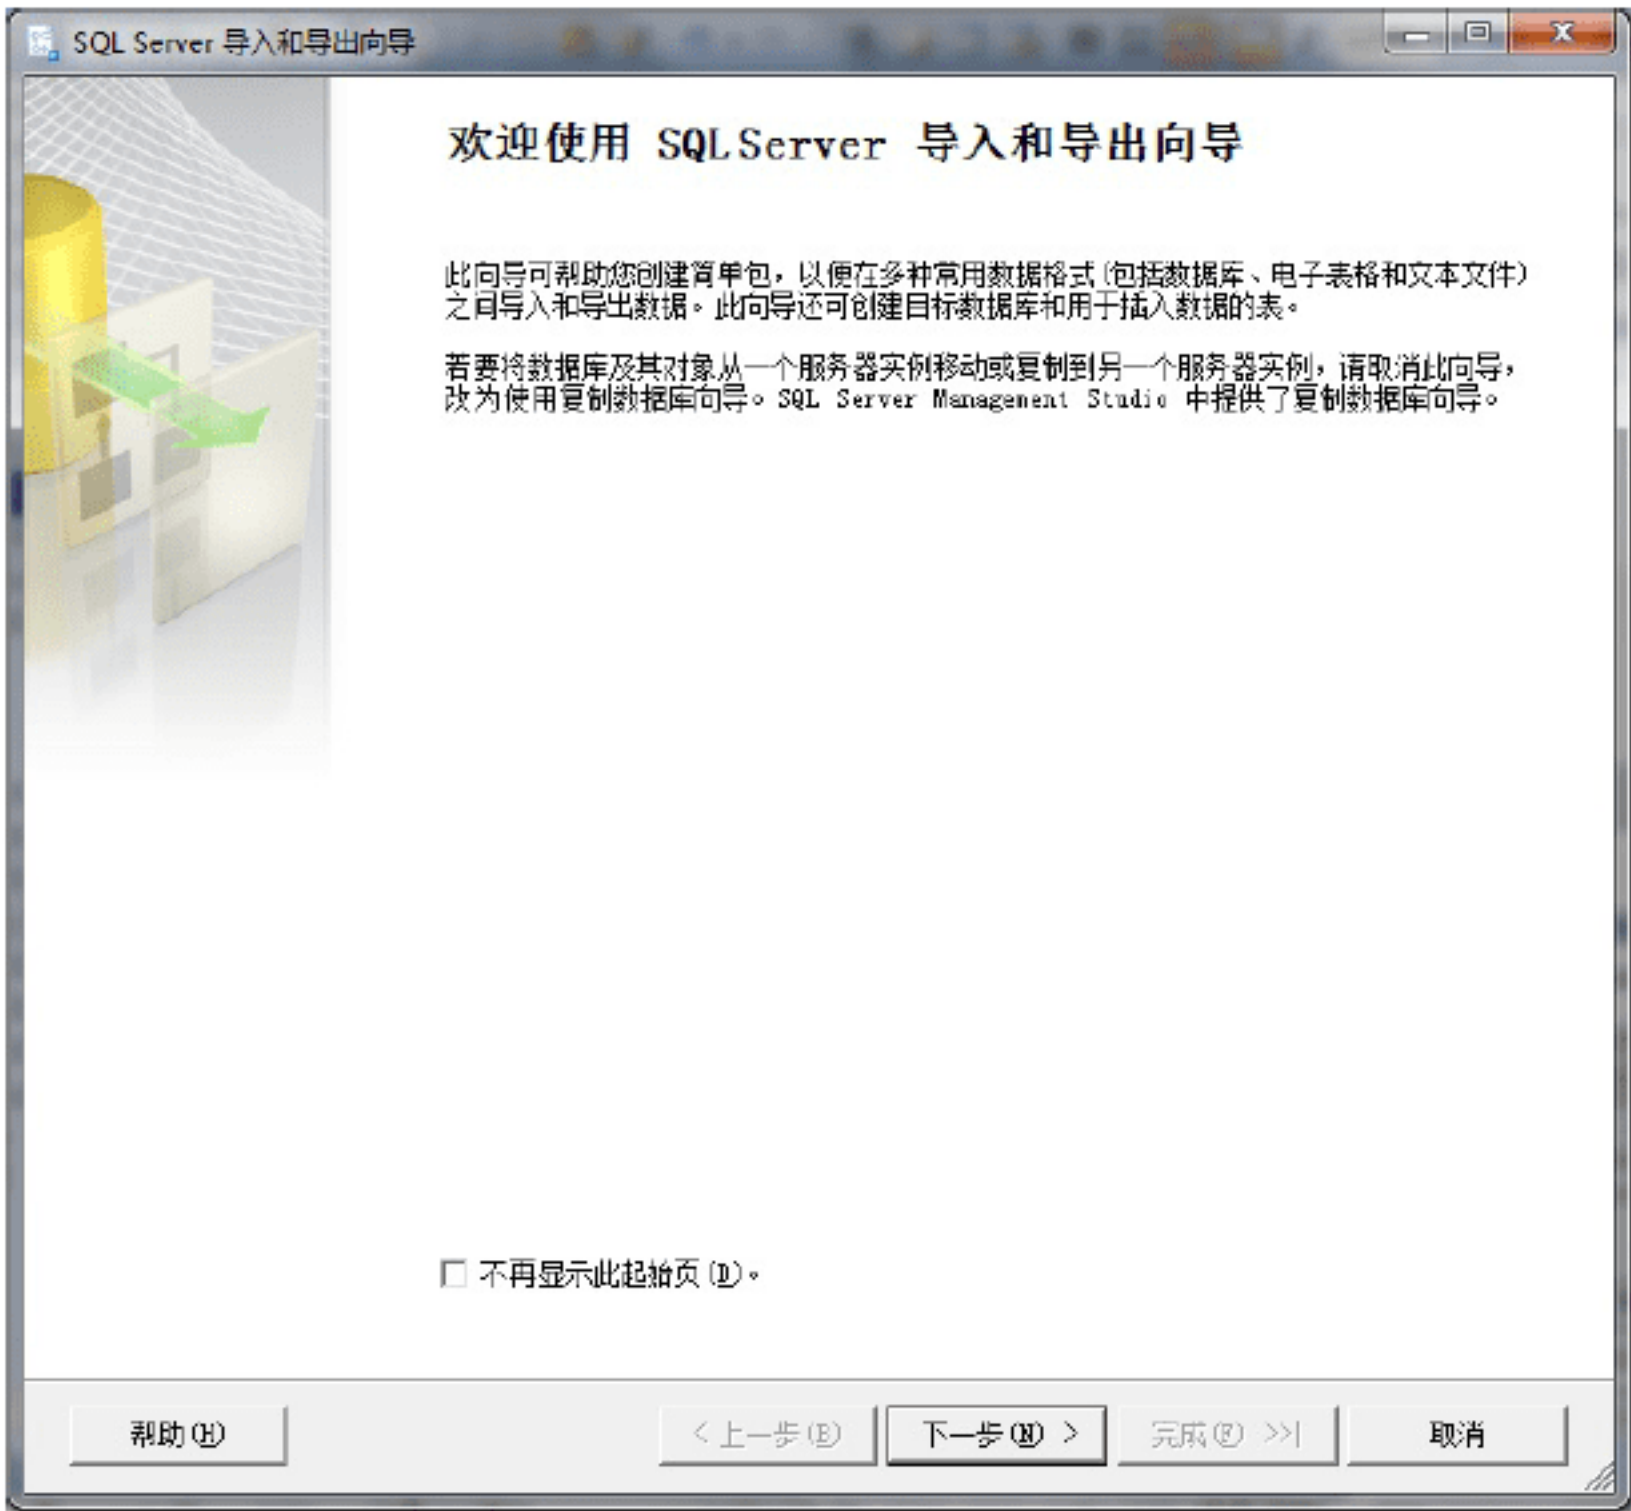 SQL Server 导入和导出向导
欢迎使用 SQL Server 导入和导出向导
此向导可帮助您创建简单包，以便在多种常用数据格式(包括数据库、电子表格和文本文件)
之间导入和导出数据。此向导还可创建目标数据库和用于插入数据的表。
若要将数据库及其对象从一个服务器实例移动或复制到另一个服务器实例，请取消此向导，
改为使用复制数据库向导。SQL Server Management Studio 中提供了复制数据库向导。
不再显示此起始页(D)。
帮助(H) < 上一步(B) 下一步(N) > 完成(F) >>| 取消